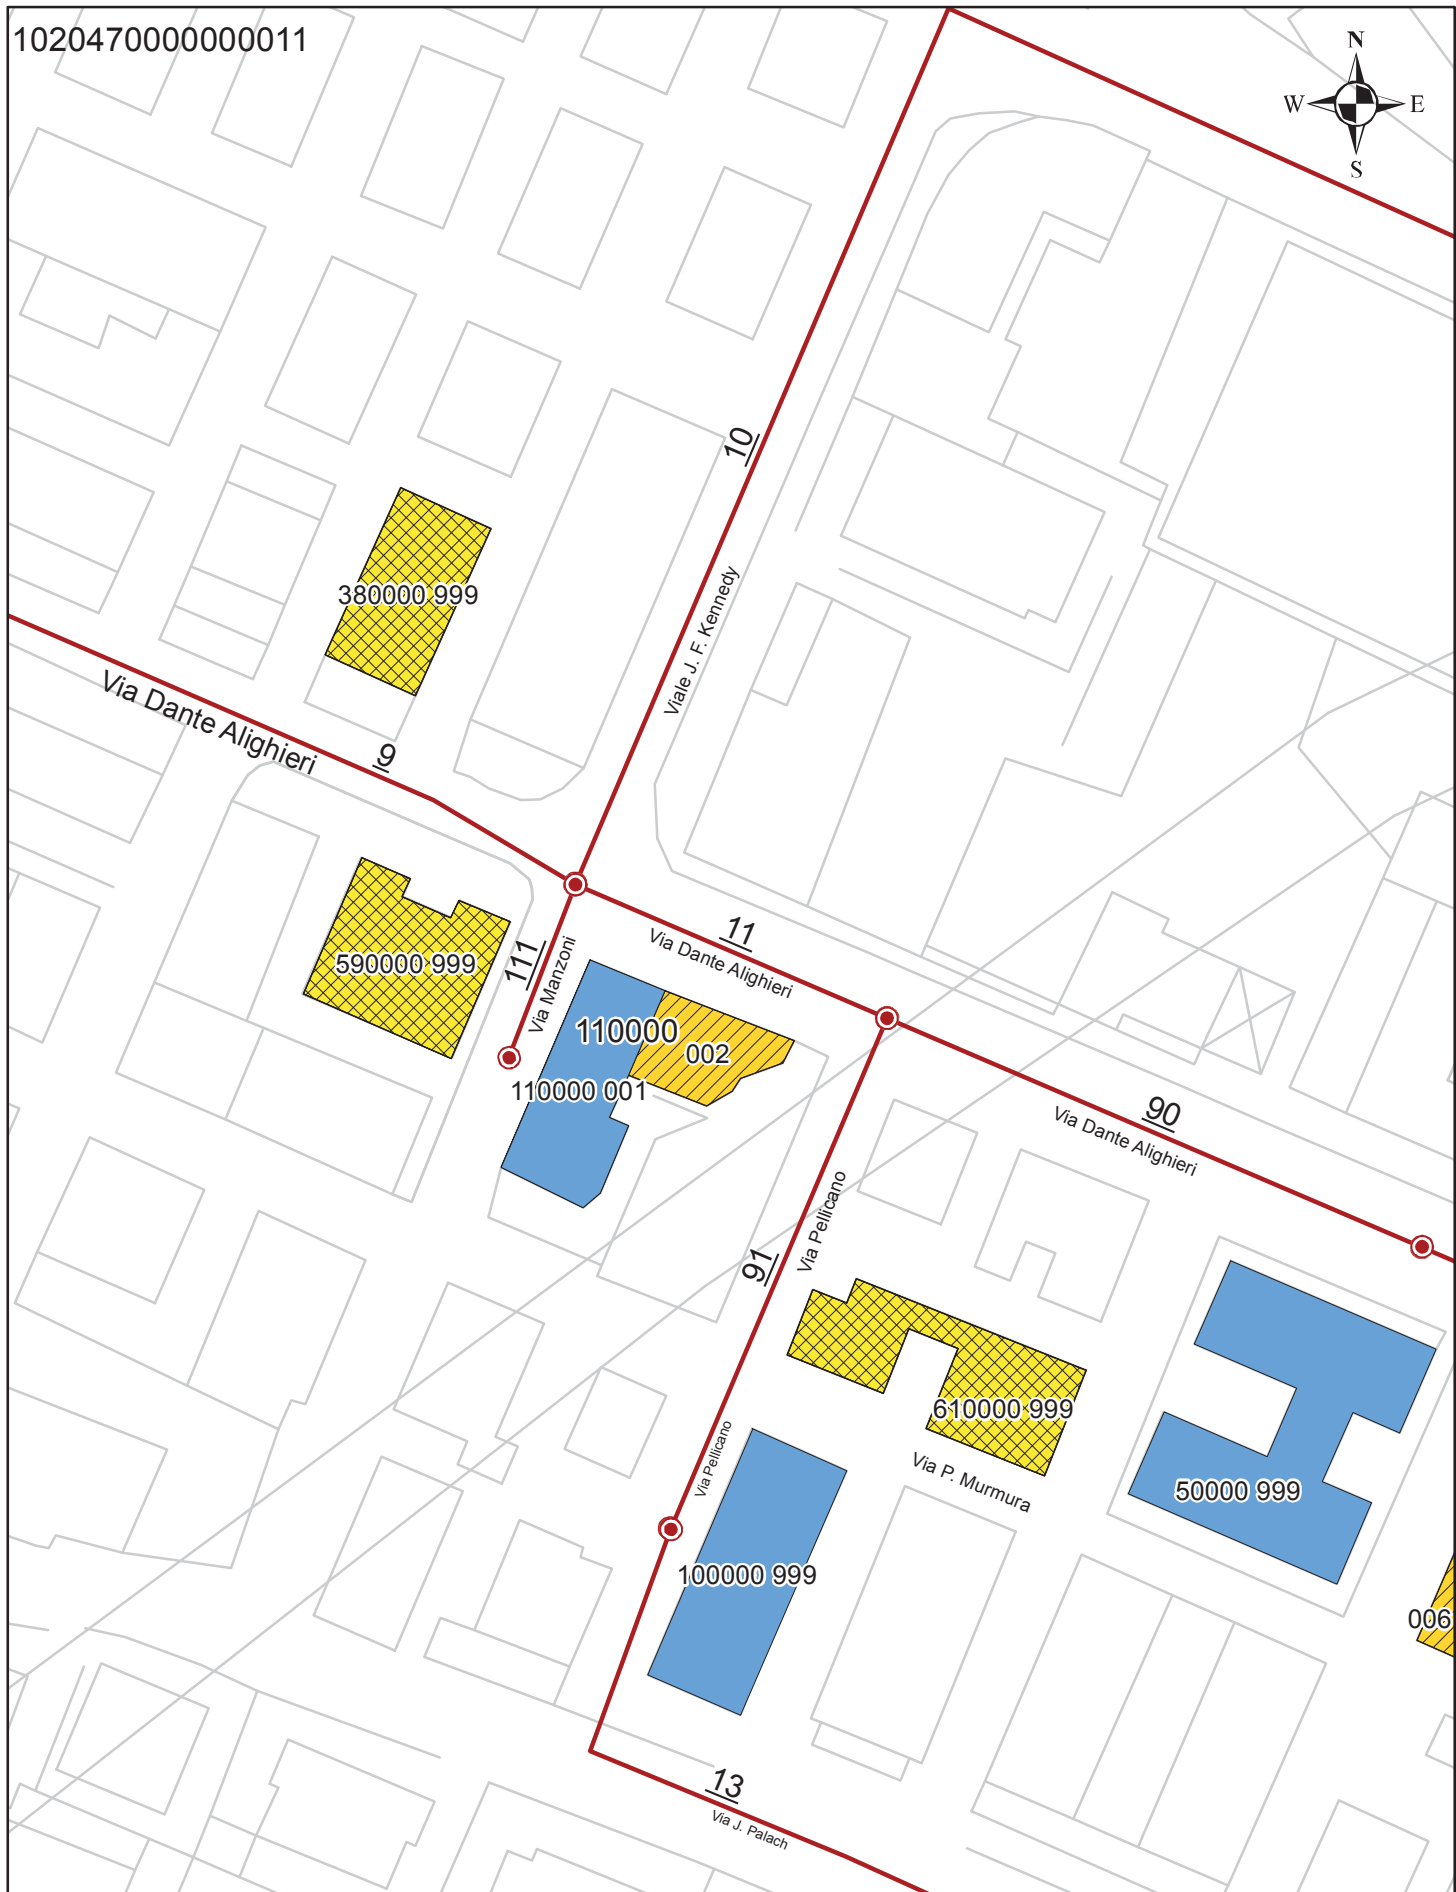 1020470000000011
N
W E
S
10
380000 999
Viale J. F. Kennedy
Via Dante Alighieri
9
11
Via Dante Alighieri
590000 999
111
Via Manzoni
110000
002
110000 001
90
Via Dante Alighieri
Via Pellicano
91
610000 999
Via Pellicano
Via P. Murmura
50000 999
100000 999
006
13
Via J. Palach